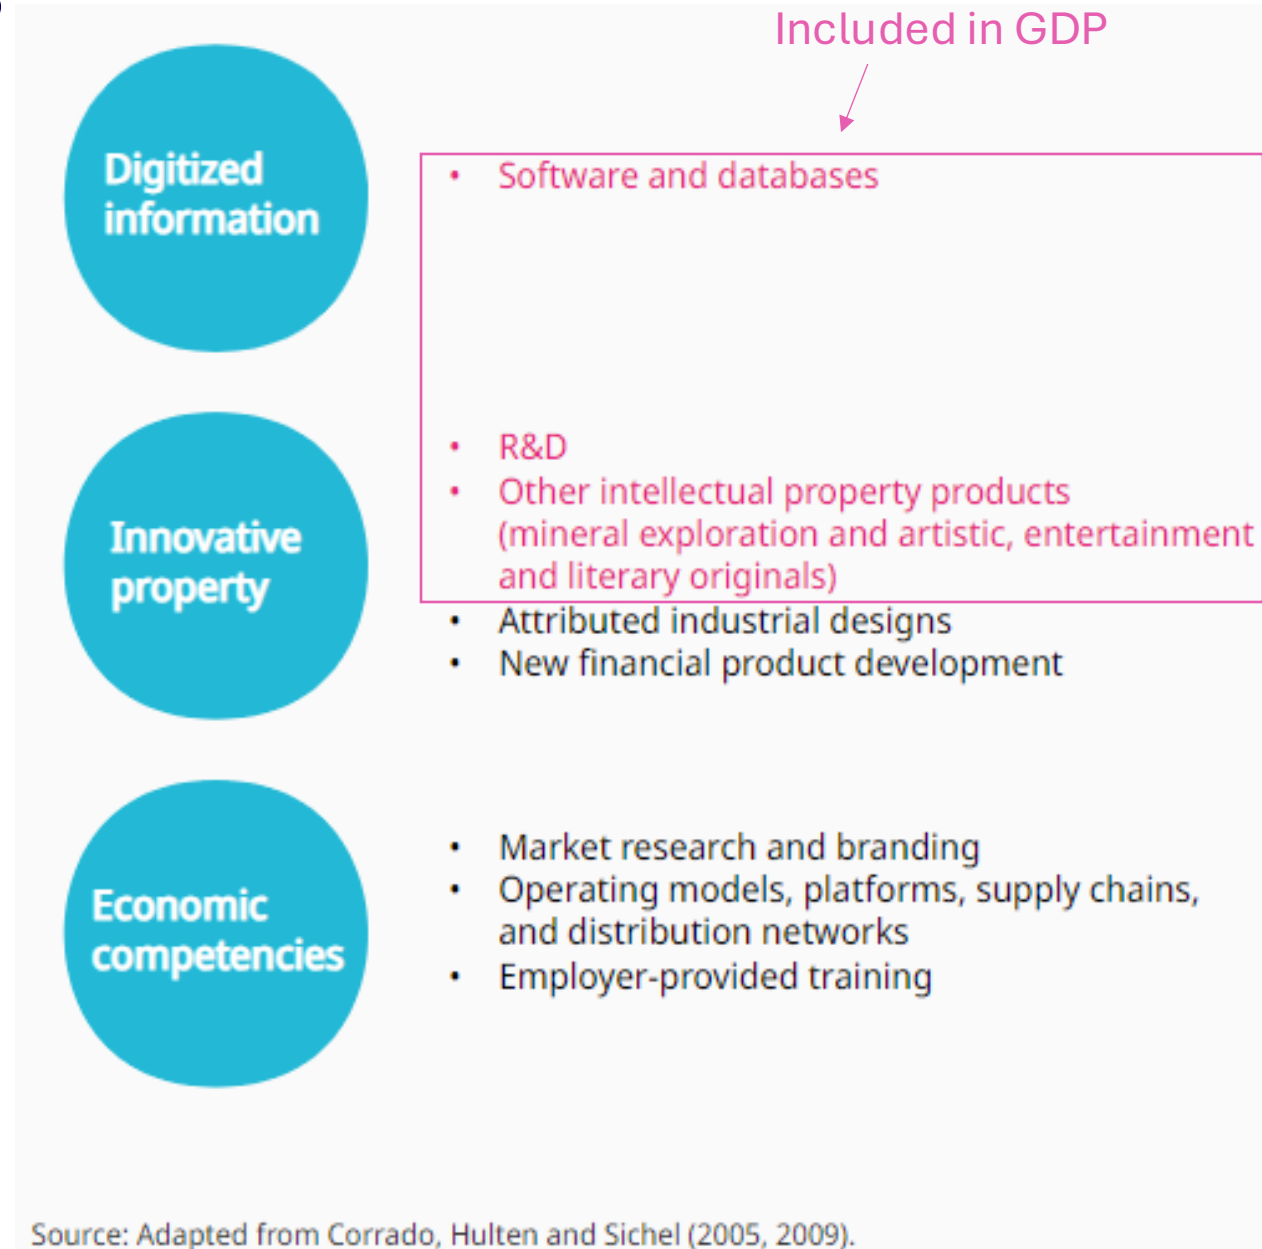 Included in GDP
Digitized
information
• Software and databases
Innovative
property
• R&D
• Other intellectual property products
(mineral exploration and artistic, entertainment
and literary originals)
• Attributed industrial designs
• New financial product development
Economic
competencies
• Market research and branding
• Operating models, platforms, supply chains,
and distribution networks
• Employer-provided training
Source: Adapted from Corrado, Hulten and Sichel (2005, 2009).